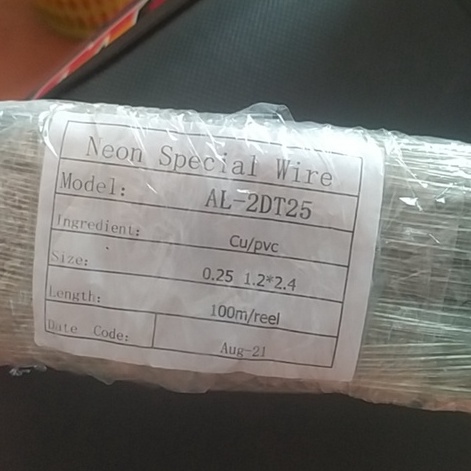 Neon Special Wire
Model: AL-2DT25
Ingredient: Cu/pvc
Size: 0.25 1.2*2.4
Length: 100m/reel
Date Code: Aug-21